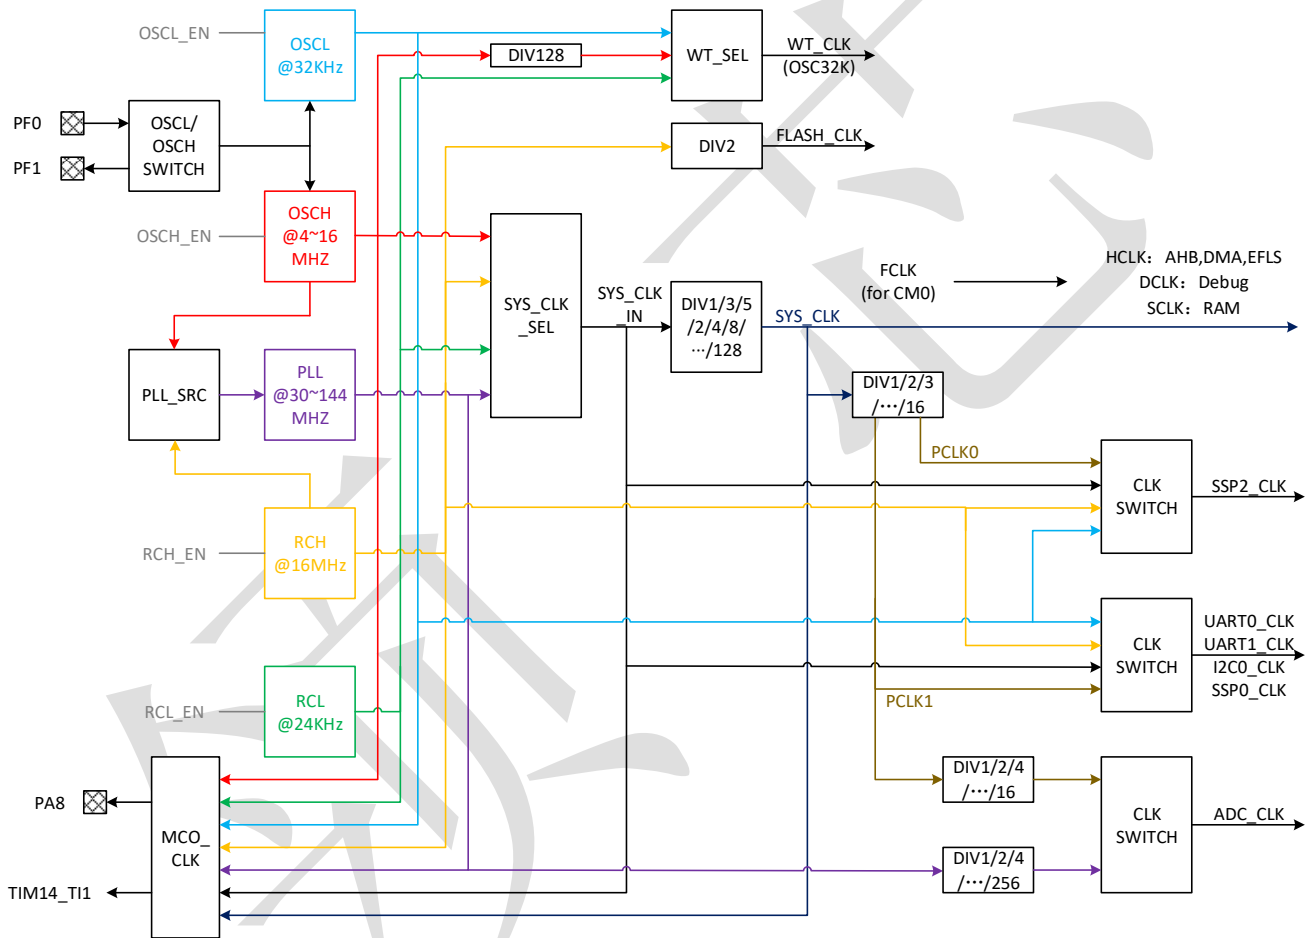 OSCL_EN
OSCL
@32KHz
DIV128
WT_SEL
WT_CLK
(OSC32K)
PF0
PF1
OSCL/
OSCH
SWITCH
DIV2
FLASH_CLK
OSCH_EN
OSCH
@4~16
MHZ
SYS_CLK
_SEL
SYS_CLK
_IN
DIV1/3/5
/2/4/8/
…/128
SYS_CLK
FCLK
(for CM0)
HCLK：AHB,DMA,EFLS
DCLK：Debug
SCLK：RAM
PLL_SRC
PLL
@30~144
MHZ
DIV1/2/3
/…/16
PCLK0
CLK
SWITCH
SSP2_CLK
RCH_EN
RCH
@16MHz
PCLK1
CLK
SWITCH
UART0_CLK
UART1_CLK
I2C0_CLK
SSP0_CLK
RCL_EN
RCL
@24KHz
PA8
TIM14_TI1
MCO_
CLK
DIV1/2/4
/…/16
DIV1/2/4
/…/256
CLK
SWITCH
ADC_CLK